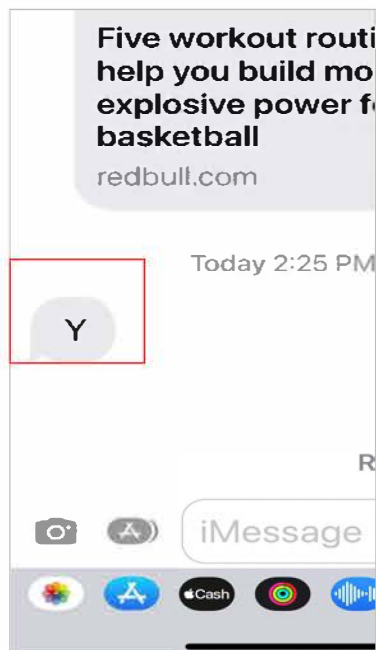 Five workout routi
help you build mo
explosive power f
basketball
redbull.com
Today 2:25 PM
Y
R
iMessage
Cash